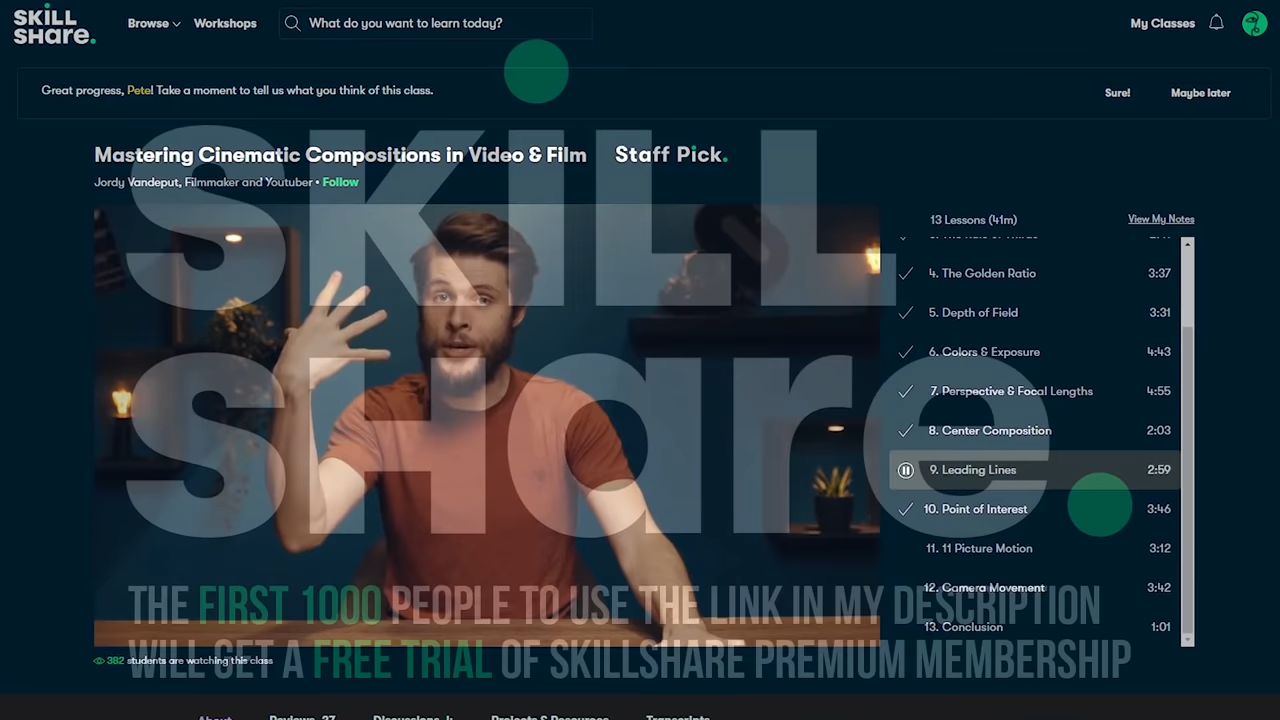 SKILL
SHare.
Browse
Workshops
What do you want to learn today?
My Classes
Great progress, Pete! Take a moment to tell us what you think of this class.
Sure!
Maybe later
Mastering Cinematic Compositions in Video & Film
Staff Pick.
Jordy Vandeput, Filmmaker and Youtuber • Follow
13 Lessons (41m)
View My Notes
4. The Golden Ratio 3:37
5. Depth of Field 3:31
6. Colors & Exposure 4:43
7. Perspective & Focal Lengths 4:55
8. Center Composition 2:03
9. Leading Lines 2:59
10. Point of Interest 3:46
11. 11 Picture Motion 3:12
12. Camera Movement 3:42
13. Conclusion 1:01
SKILL
SHare
THE FIRST 1000 PEOPLE TO USE THE LINK IN MY DESCRIPTION
WILL GET A FREE TRIAL OF SKILLSHARE PREMIUM MEMBERSHIP
382 students are watching this class
About
Reviews
Discussions
Projects & Resources
Transcripts